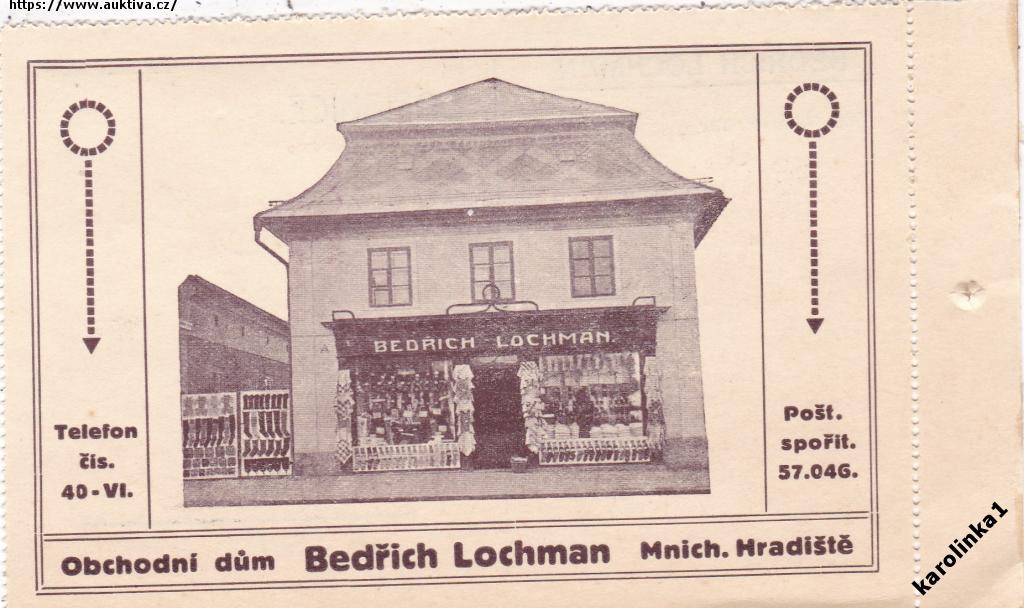 https://www.auktiva.cz/
BEDŘICH LOCHMAN.
Telefon
čís.
40-VI.
Pošt.
spořit.
57.046.
Obchodní dům Bedřich Lochman Mnich. Hradiště
karolinka1